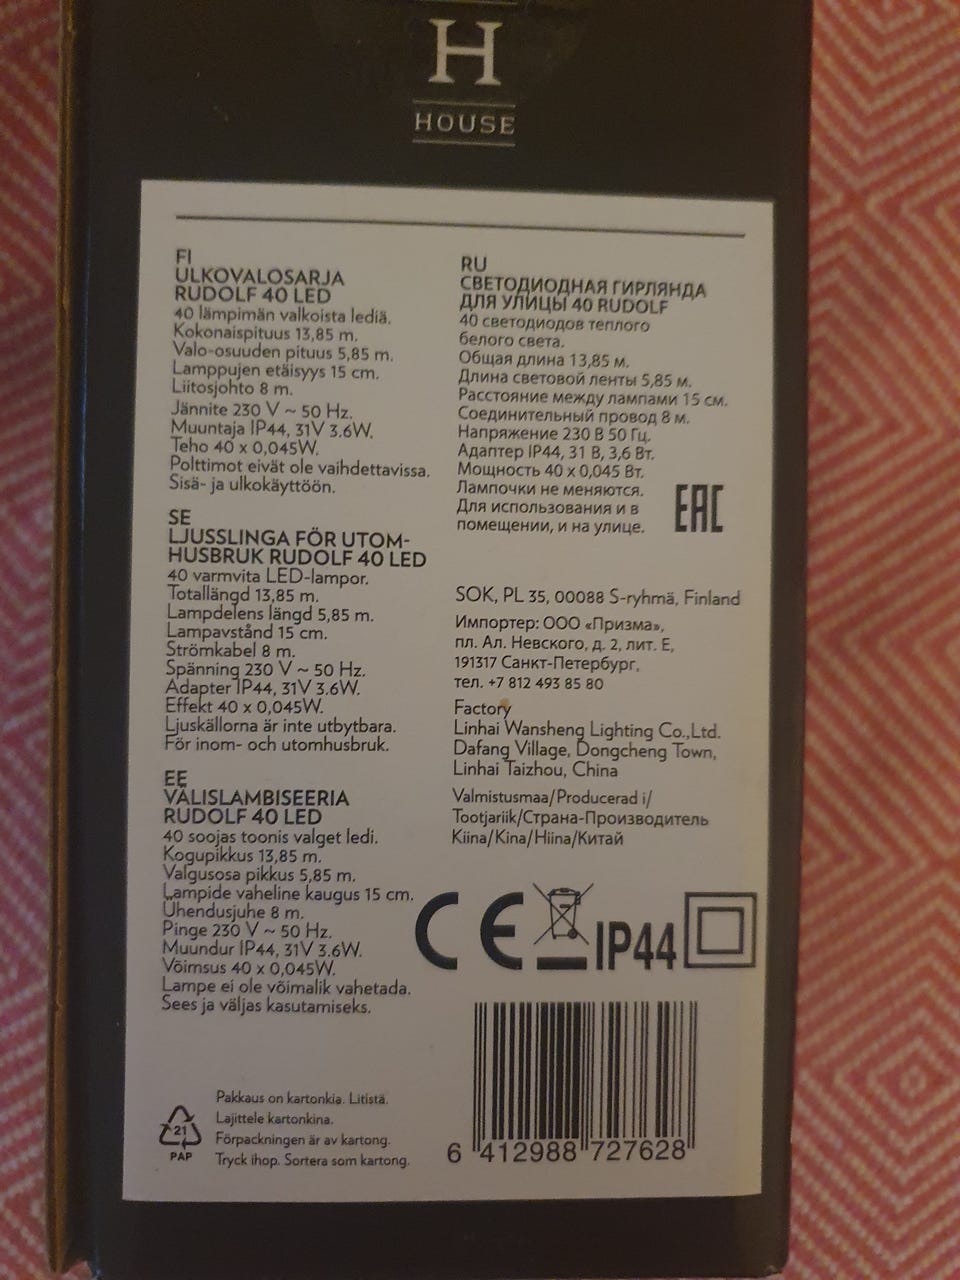 H
HOUSE
FI
ULKOVALOSARJA
RUDOLF 40 LED
40 lämpimän valkoista lediä.
Kokonaispituus 13,85 m.
Valo-osuuden pituus 5,85 m.
Lamppujen etäisyys 15 cm.
Liitosjohto 8 m.
Jännite 230 V ~ 50 Hz.
Muuntaja IP44, 31V 3.6W.
Teho 40 x 0,045W.
Polttimot eivät ole vaihdettavissa.
Sisä- ja ulkokäyttöön.
SE
LJUSSLINGA FÖR UTOM-
HUSBRUK RUDOLF 40 LED
40 varmvita LED-lampor.
Totallängd 13,85 m.
Lampdelens längd 5,85 m.
Lampavstånd 15 cm.
Strömkabel 8 m.
Spänning 230 V ~ 50 Hz.
Adapter IP44, 31V 3.6W.
Effekt 40 x 0,045W.
Ljuskällorna är inte utbytbara.
För inom- och utomhusbruk.
EE
VÄLISLAMBISEERIA
RUDOLF 40 LED
40 soojas toonis valget ledi.
Kogupikkus 13,85 m.
Valgusosa pikkus 5,85 m.
Lampide vaheline kaugus 15 cm.
Ühendusjuhe 8 m.
Pinge 230 V ~ 50 Hz.
Muundur IP44, 31V 3.6W.
Võimsus 40 x 0,045W.
Lampe ei ole võimalik vahetada.
Sees ja väljas kasutamiseks.
RU
СВЕТОДИОДНАЯ ГИРЛЯНДА
ДЛЯ УЛИЦЫ 40 RUDOLF
40 светодиодов теплого
белого света.
Общая длина 13,85 м.
Длина световой ленты 5,85 м.
Расстояние между лампами 15 см.
Соединительный провод 8 м.
Напряжение 230 В 50 Гц.
Адаптер IP44, 31 В, 3,6 Вт.
Мощность 40 x 0,045 Вт.
Лампочки не меняются.
Для использования и в
помещении, и на улице.
EAC
SOK, PL 35, 00088 S-ryhmä, Finland
Импортер: ООО «Призма»,
пл. Ал. Невского, д. 2, лит. Е,
191317 Санкт-Петербург,
тел. +7 812 493 85 80
Factory
Linhai Wansheng Lighting Co.,Ltd.
Dafang Village, Dongcheng Town,
Linhai Taizhou, China
Valmistusmaa/Producerad i/
Tootjariik/Страна-Производитель
Kiina/Kina/Hiina/Китай
CE IP44
Pakkaus on kartonkia. Litistä.
Lajittele kartonkina.
Förpackningen är av kartong.
Tryck ihop. Sortera som kartong.
21
PAP
6 412988 727628